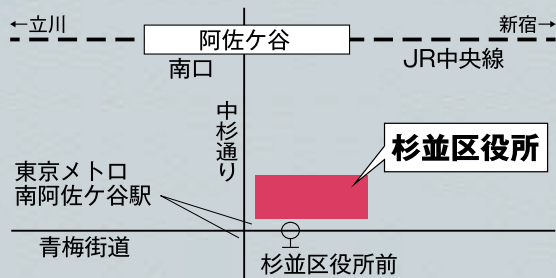 ←立川
新宿→
阿佐ケ谷
南口
JR中央線
中杉通り
杉並区役所
東京メトロ
南阿佐ケ谷駅
青梅街道
杉並区役所前